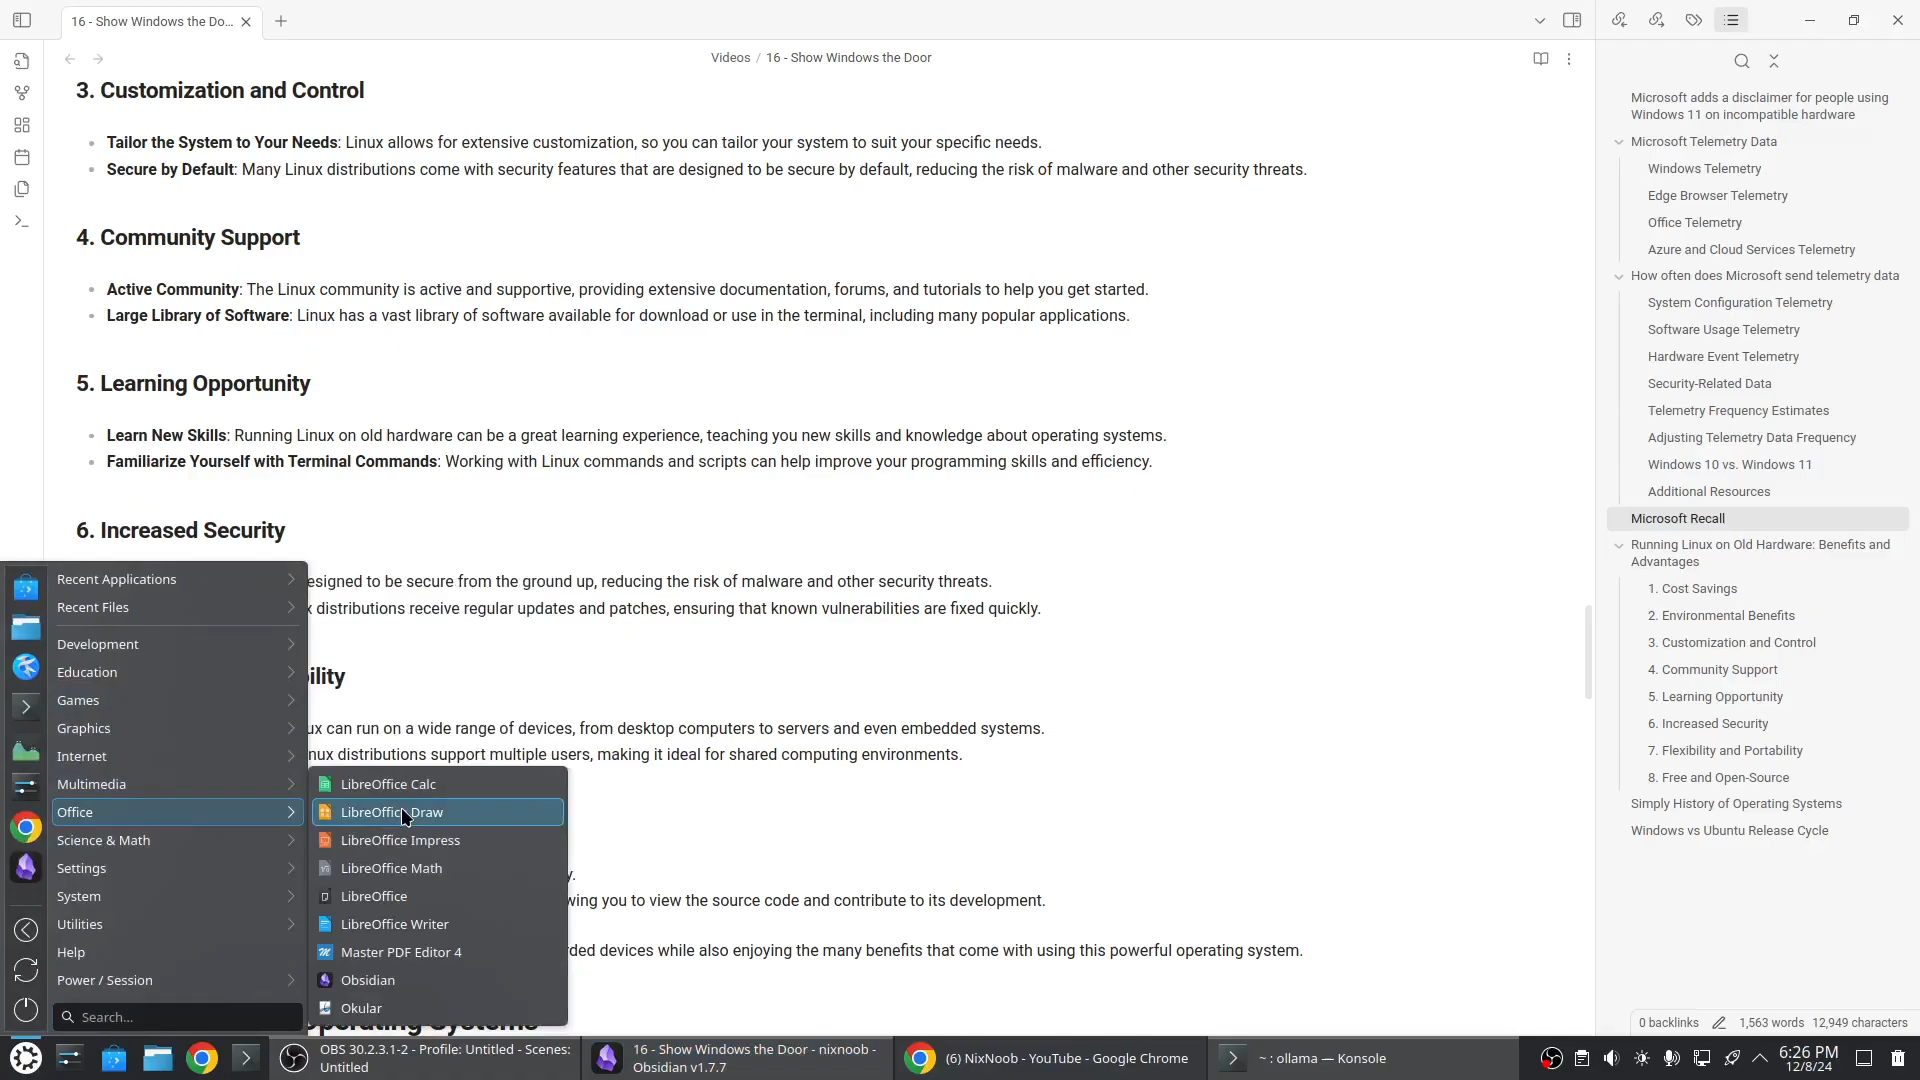 16 - Show Windows the Do...
Videos / 16 - Show Windows the Door
3. Customization and Control
Tailor the System to Your Needs: Linux allows for extensive customization, so you can tailor your system to suit your specific needs.
Secure by Default: Many Linux distributions come with security features that are designed to be secure by default, reducing the risk of malware and other security threats.
4. Community Support
Active Community: The Linux community is active and supportive, providing extensive documentation, forums, and tutorials to help you get started.
Large Library of Software: Linux has a vast library of software available for download or use in the terminal, including many popular applications.
5. Learning Opportunity
Learn New Skills: Running Linux on old hardware can be a great learning experience, teaching you new skills and knowledge about operating systems.
Familiarize Yourself with Terminal Commands: Working with Linux commands and scripts can help improve your programming skills and efficiency.
6. Increased Security
esigned to be secure from the ground up, reducing the risk of malware and other security threats.
x distributions receive regular updates and patches, ensuring that known vulnerabilities are fixed quickly.
ility
ux can run on a wide range of devices, from desktop computers to servers and even embedded systems.
nux distributions support multiple users, making it ideal for shared computing environments.
y.
wing you to view the source code and contribute to its development.
rded devices while also enjoying the many benefits that come with using this powerful operating system.
Operating Systems
Recent Applications
Recent Files
Development
Education
Games
Graphics
Internet
Multimedia
Office
Science & Math
Settings
System
Utilities
Help
Power / Session
Search...
LibreOffice Calc
LibreOffice Draw
LibreOffice Impress
LibreOffice Math
LibreOffice
LibreOffice Writer
Master PDF Editor 4
Obsidian
Okular
Microsoft adds a disclaimer for people using
Windows 11 on incompatible hardware
Microsoft Telemetry Data
Windows Telemetry
Edge Browser Telemetry
Office Telemetry
Azure and Cloud Services Telemetry
How often does Microsoft send telemetry data
System Configuration Telemetry
Software Usage Telemetry
Hardware Event Telemetry
Security-Related Data
Telemetry Frequency Estimates
Adjusting Telemetry Data Frequency
Windows 10 vs. Windows 11
Additional Resources
Microsoft Recall
Running Linux on Old Hardware: Benefits and
Advantages
1. Cost Savings
2. Environmental Benefits
3. Customization and Control
4. Community Support
5. Learning Opportunity
6. Increased Security
7. Flexibility and Portability
8. Free and Open-Source
Simply History of Operating Systems
Windows vs Ubuntu Release Cycle
0 backlinks 1,563 words 12,949 characters
OBS 30.2.3.1-2 - Profile: Untitled - Scenes:
Untitled
16 - Show Windows the Door - nixnoob -
Obsidian v1.7.7
(6) NixNoob - YouTube - Google Chrome
~ : ollama — Konsole
6:26 PM
12/8/24